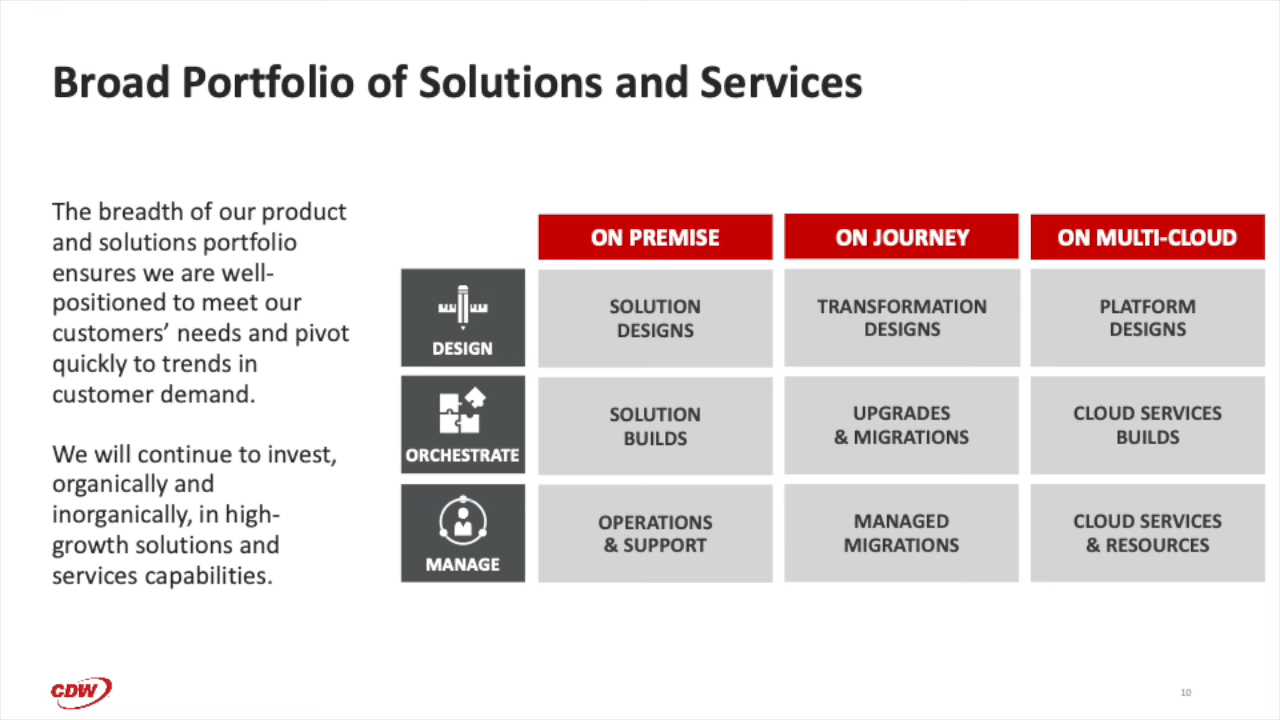 Broad Portfolio of Solutions and Services
The breadth of our product
and solutions portfolio
ensures we are well-
positioned to meet our
customers’ needs and pivot
quickly to trends in
customer demand.
We will continue to invest,
organically and
inorganically, in high-
growth solutions and
services capabilities.
ON PREMISE
ON JOURNEY
ON MULTI-CLOUD
DESIGN
SOLUTION
DESIGNS
TRANSFORMATION
DESIGNS
PLATFORM
DESIGNS
ORCHESTRATE
SOLUTION
BUILDS
UPGRADES
& MIGRATIONS
CLOUD SERVICES
BUILDS
MANAGE
OPERATIONS
& SUPPORT
MANAGED
MIGRATIONS
CLOUD SERVICES
& RESOURCES
CDW
10